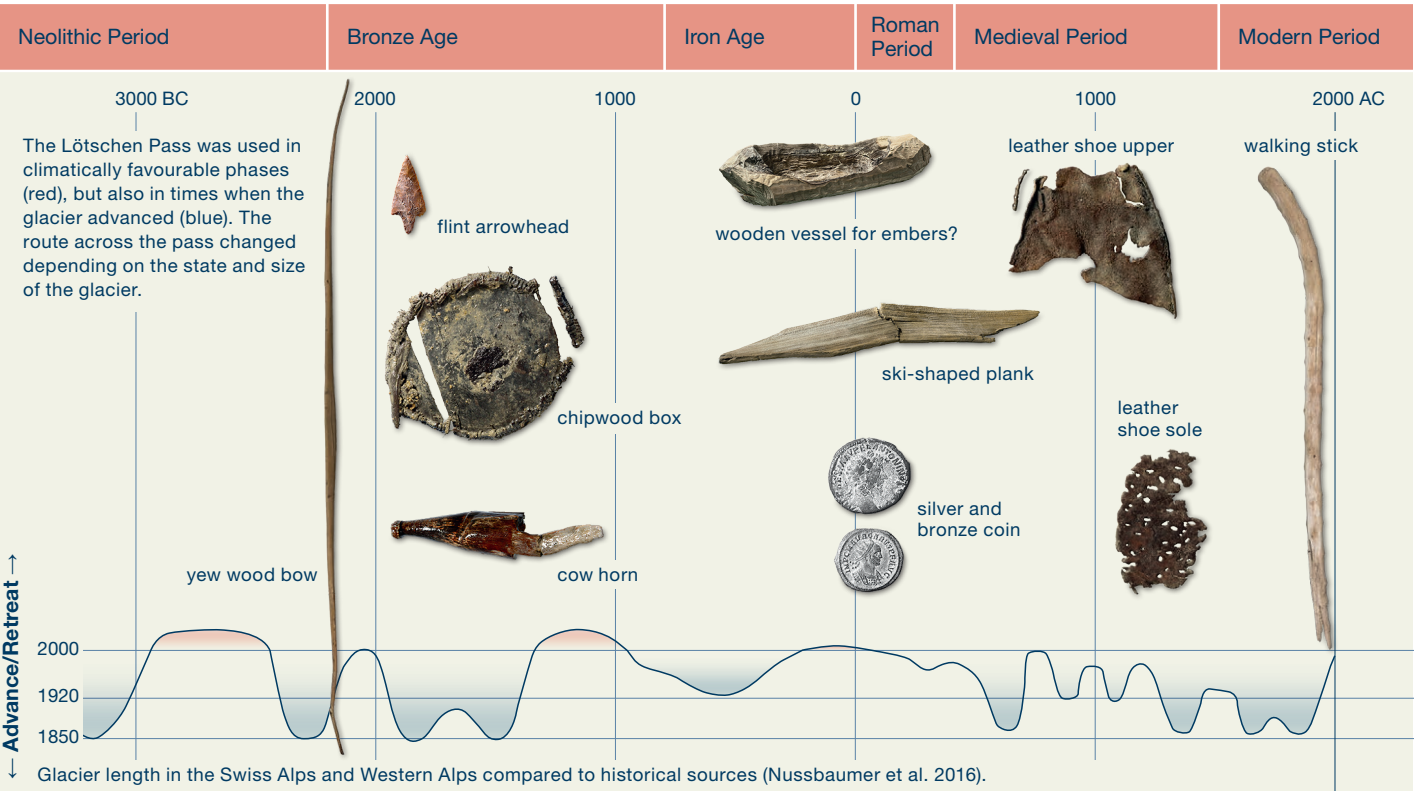 Neolithic Period
Bronze Age
Iron Age
Roman
Period
Medieval Period
Modern Period
3000 BC
2000
1000
0
1000
2000 AC
The Lötschen Pass was used in
climatically favourable phases
(red), but also in times when the
glacier advanced (blue). The
route across the pass changed
depending on the state and size
of the glacier.
flint arrowhead
wooden vessel for embers?
leather shoe upper
walking stick
ski-shaped plank
chipwood box
leather
shoe sole
silver and
bronze coin
yew wood bow
cow horn
← Advance/Retreat →
2000
1920
1850
Glacier length in the Swiss Alps and Western Alps compared to historical sources (Nussbaumer et al. 2016).